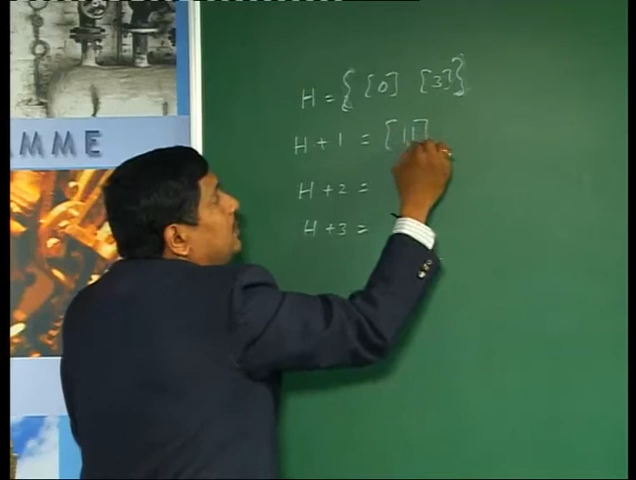 MME
H = { [0] [3] }
H + 1 = [1]
H + 2 =
H + 3 =